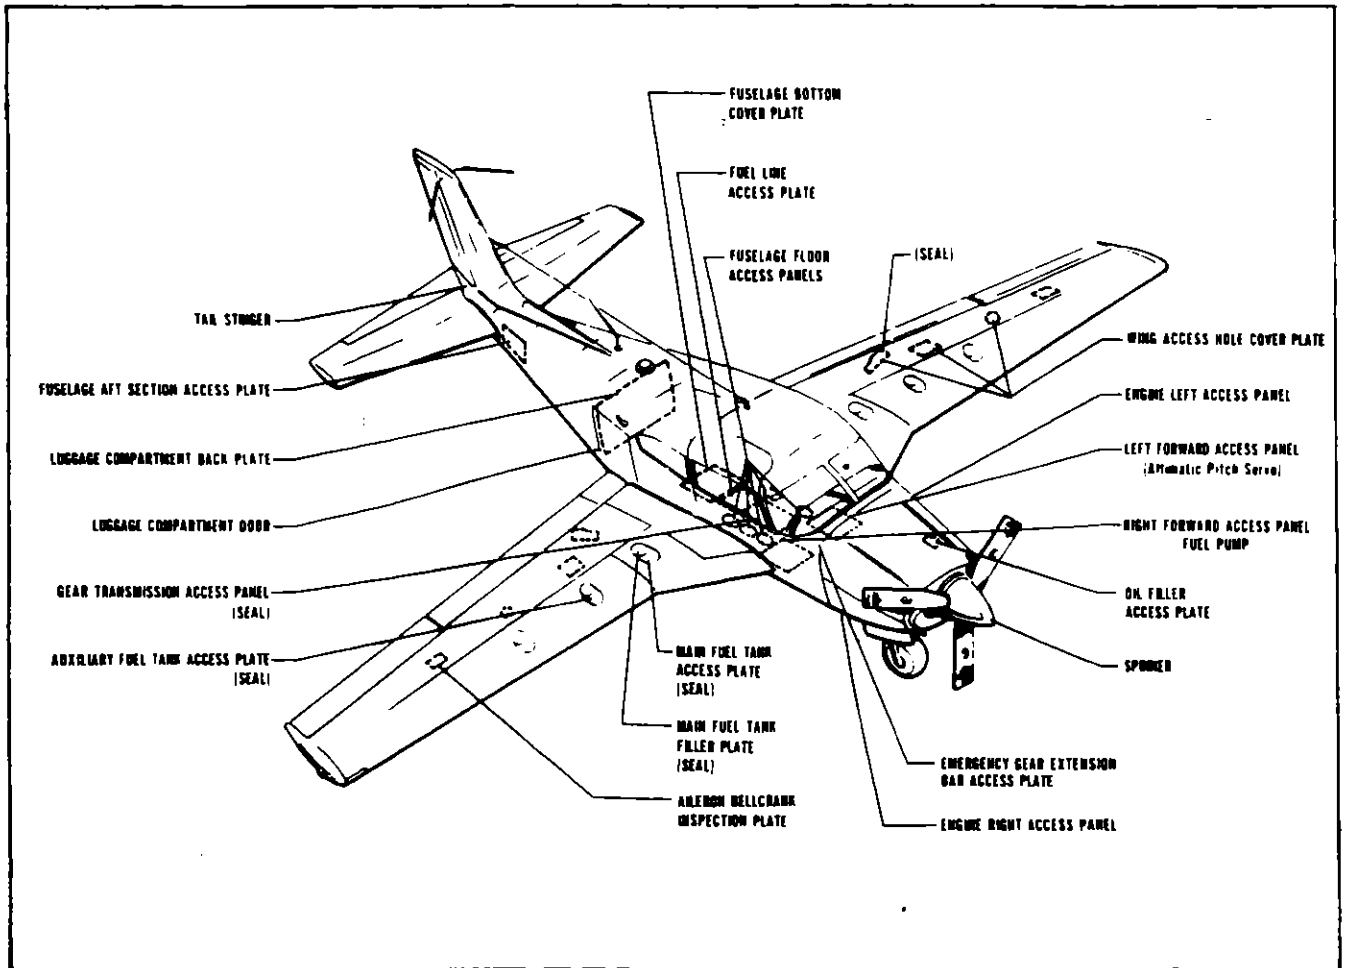 FUSELAGE BOTTOM
COVER PLATE
FUEL LINE
ACCESS PLATE
FUSELAGE FLOOR
ACCESS PANELS
(SEAL)
TAIL STINGER
FUSELAGE AFT SECTION ACCESS PLATE
LUGGAGE COMPARTMENT BACK PLATE
LUGGAGE COMPARTMENT DOOR
GEAR TRANSMISSION ACCESS PANEL
(SEAL)
AUXILIARY FUEL TANK ACCESS PLATE
(SEAL)
MAIN FUEL TANK
ACCESS PLATE
(SEAL)
MAIN FUEL TANK
FILLER PLATE
(SEAL)
AILERON BELLCRANK
INSPECTION PLATE
WING ACCESS HOLE COVER PLATE
ENGINE LEFT ACCESS PANEL
LEFT FORWARD ACCESS PANEL
(Altimatic Pitch Servo)
RIGHT FORWARD ACCESS PANEL
FUEL PUMP
OIL FILLER
ACCESS PLATE
SPINNER
EMERGENCY GEAR EXTENSION
BAR ACCESS PLATE
ENGINE RIGHT ACCESS PANEL